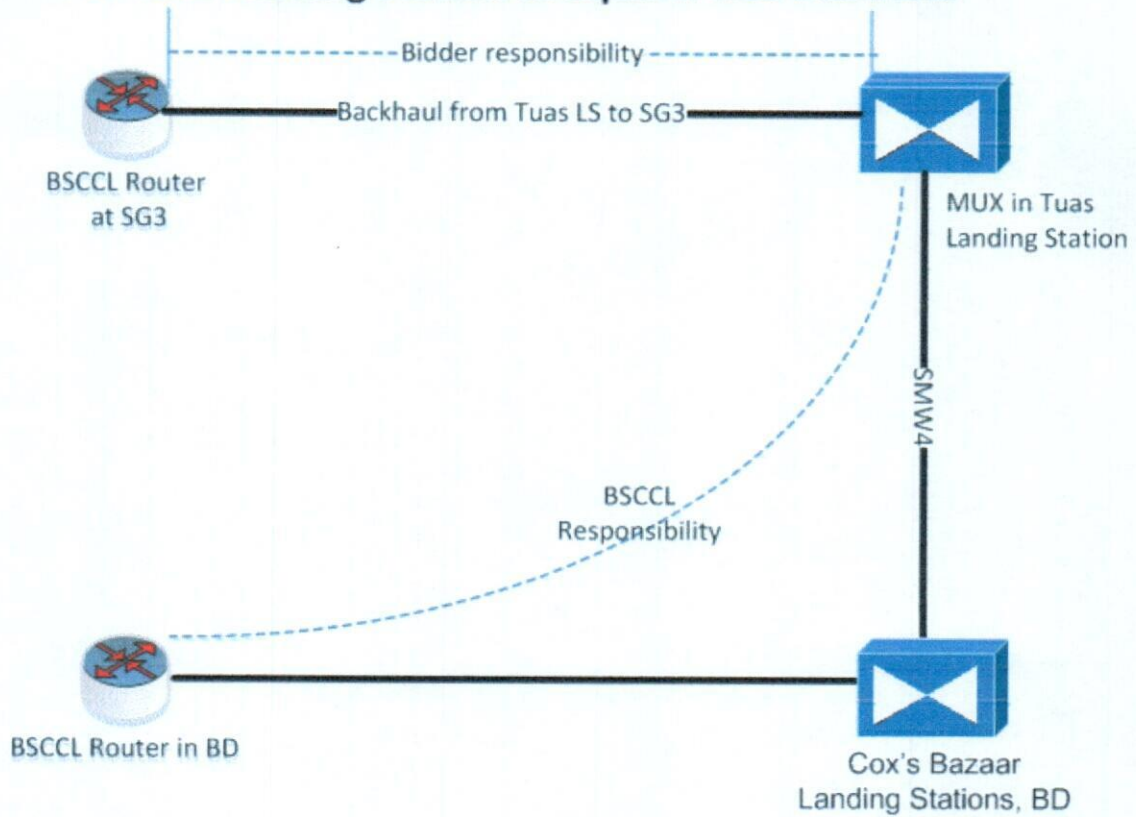 Bidder responsibility
Backhaul from Tuas LS to SG3
BSCCL Router
at SG3
MUX in Tuas
Landing Station
SMW4
BSCCL
Responsibility
BSCCL Router in BD
Cox's Bazaar
Landing Stations, BD